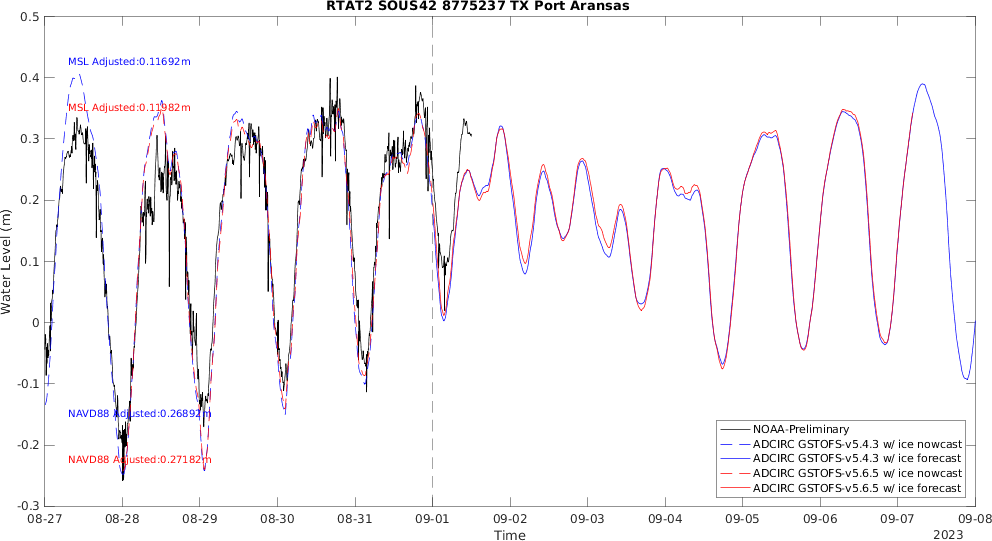 RTAT2 SOUS42 8775237 TX Port Aransas
0.5
0.4
0.3
0.2
0.1
0
-0.1
-0.2
-0.3
Water Level (m)
MSL Adjusted:0.11692m
MSL Adjusted:0.11982m
NAVD88 Adjusted:0.26892m
NAVD88 Adjusted:0.27182m
NOAA-Preliminary
ADCIRC GSTOFS-v5.4.3 w/ ice nowcast
ADCIRC GSTOFS-v5.4.3 w/ ice forecast
ADCIRC GSTOFS-v5.6.5 w/ ice nowcast
ADCIRC GSTOFS-v5.6.5 w/ ice forecast
08-27 08-28 08-29 08-30 08-31 09-01 09-02 09-03 09-04 09-05 09-06 09-07 09-08
Time
2023